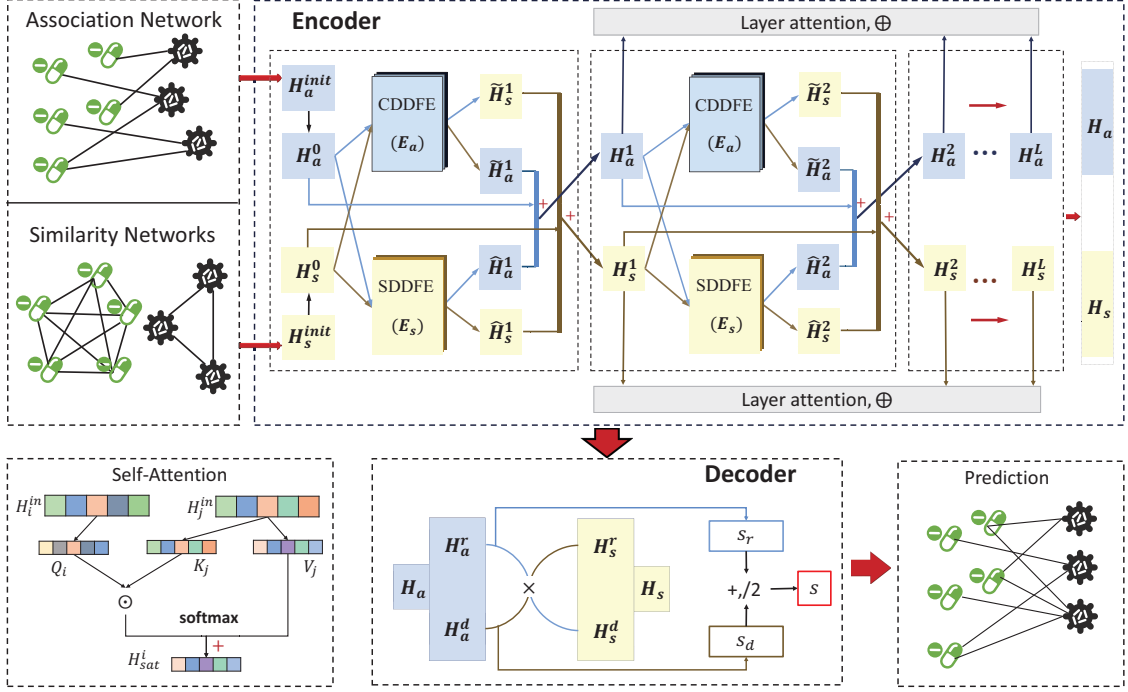 Association Network
Similarity Networks
Encoder
Layer attention, ⊕
H_a^{init}
H_a^0
H_s^0
H_s^{init}
CDDFE
(E_a)
SDDFE
(E_s)
H̃_s^1
H̃_a^1
Ĥ_a^1
Ĥ_s^1
+
+
H_a^1
H_s^1
CDDFE
(E_a)
SDDFE
(E_s)
H̃_s^2
H̃_a^2
Ĥ_a^2
Ĥ_s^2
+
+
H_a^2 ••• H_a^L
H_s^2 ••• H_s^L
•••
H_a
H_s
Layer attention, ⊕
Self-Attention
H_i^{in}
H_j^{in}
Q_i
K_j
V_j
⊙
softmax
+
H_{sat}^i
Decoder
H_a
H_a^r
H_a^d
×
H_s^r
H_s^d
H_s
s_r
+,/2
s
s_d
Prediction